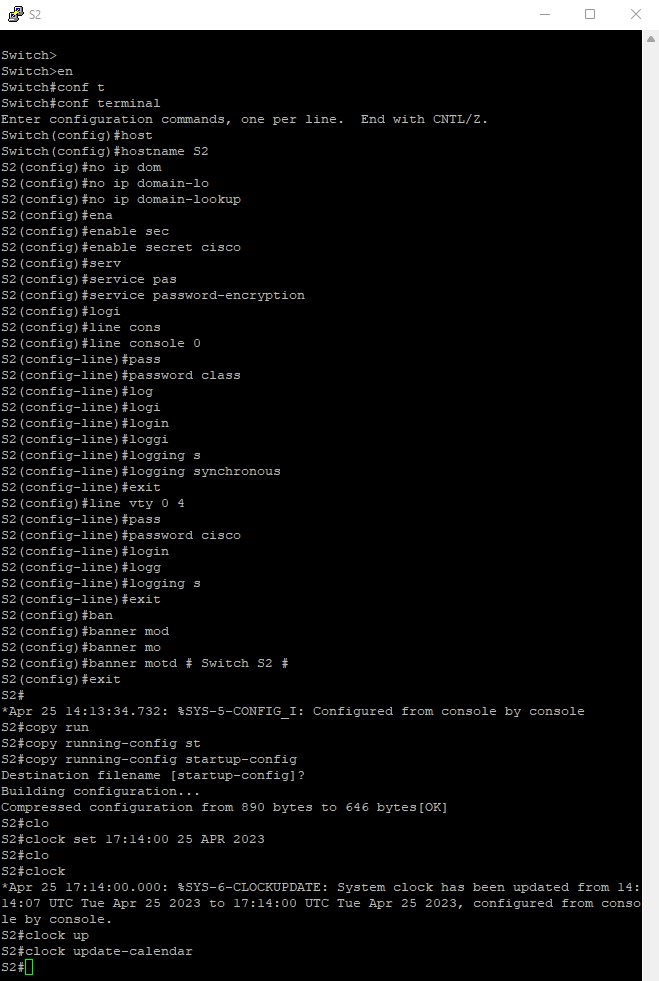 S2
Switch>
Switch>en
Switch#conf t
Switch#conf terminal
Enter configuration commands, one per line.  End with CNTL/Z.
Switch(config)#host
Switch(config)#hostname S2
S2(config)#no ip dom
S2(config)#no ip domain-lo
S2(config)#no ip domain-lookup
S2(config)#ena
S2(config)#enable sec
S2(config)#enable secret cisco
S2(config)#serv
S2(config)#service pas
S2(config)#service password-encryption
S2(config)#logi
S2(config)#line cons
S2(config)#line console 0
S2(config-line)#pass
S2(config-line)#password class
S2(config-line)#log
S2(config-line)#logi
S2(config-line)#login
S2(config-line)#loggi
S2(config-line)#logging s
S2(config-line)#logging synchronous
S2(config-line)#exit
S2(config)#line vty 0 4
S2(config-line)#pass
S2(config-line)#password cisco
S2(config-line)#login
S2(config-line)#logg
S2(config-line)#logging s
S2(config-line)#exit
S2(config)#ban
S2(config)#banner mod
S2(config)#banner mo
S2(config)#banner motd # Switch S2 #
S2(config)#exit
S2#
*Apr 25 14:13:34.732: %SYS-5-CONFIG_I: Configured from console by console
S2#copy run
S2#copy running-config st
S2#copy running-config startup-config
Destination filename [startup-config]?
Building configuration...
Compressed configuration from 890 bytes to 646 bytes[OK]
S2#clo
S2#clock set 17:14:00 25 APR 2023
S2#clo
S2#clock
*Apr 25 17:14:00.000: %SYS-6-CLOCKUPDATE: System clock has been updated from 14:
14:07 UTC Tue Apr 25 2023 to 17:14:00 UTC Tue Apr 25 2023, configured from conso
le by console.
S2#clock up
S2#clock update-calendar
S2#